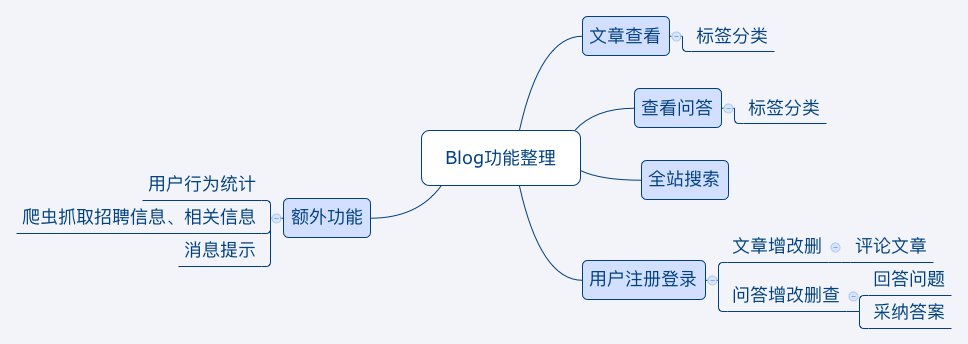 文章查看
标签分类
查看问答
标签分类
Blog功能整理
全站搜索
用户行为统计
爬虫抓取招聘信息、相关信息
额外功能
消息提示
文章增改删
评论文章
用户注册登录
回答问题
问答增改删查
采纳答案